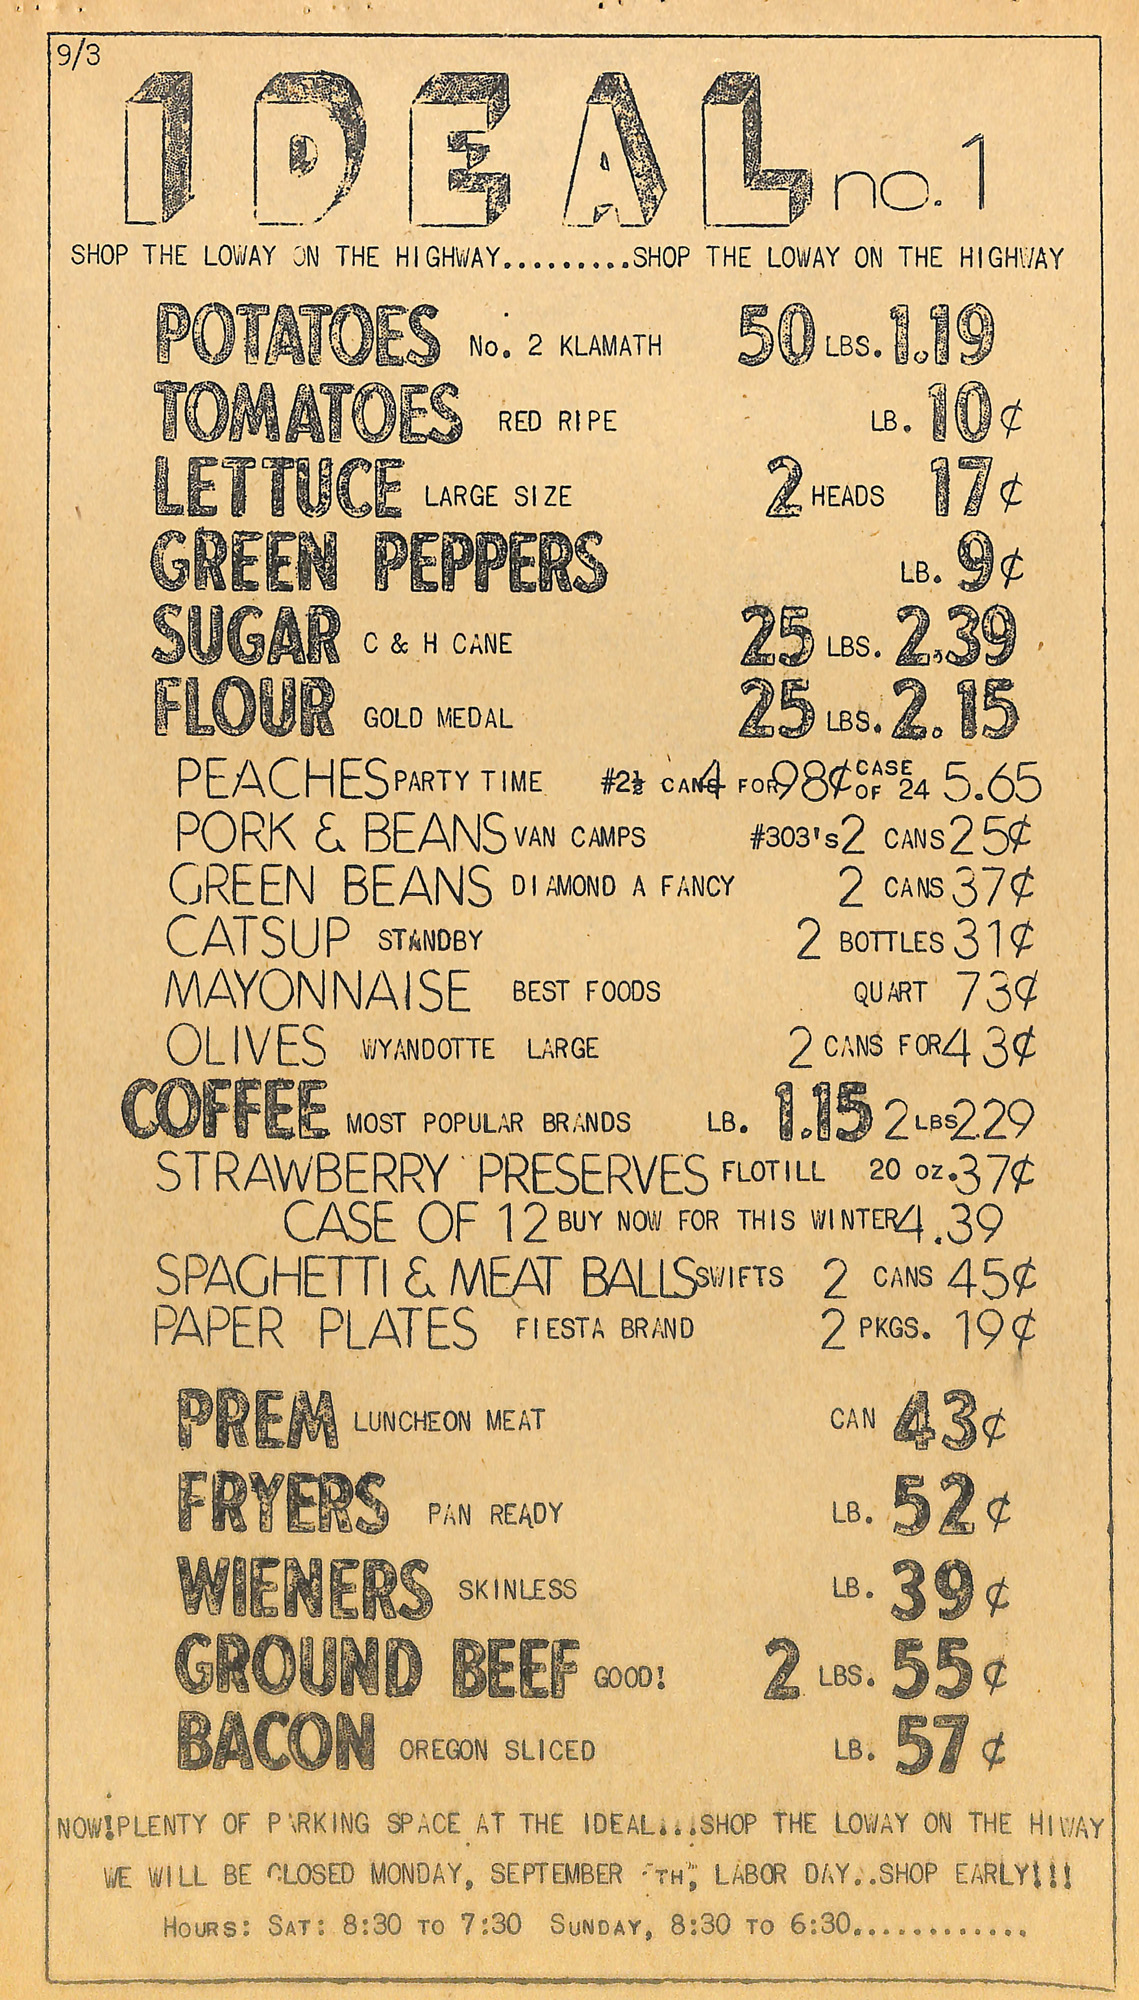 9/3
IDEAL no. 1
SHOP THE LOWAY ON THE HIGHWAY.........SHOP THE LOWAY ON THE HIGHWAY
POTATOES No. 2 KLAMATH 50 LBS. 1.19
TOMATOES RED RIPE LB. 10¢
LETTUCE LARGE SIZE 2 HEADS 17¢
GREEN PEPPERS LB. 9¢
SUGAR C & H CANE 25 LBS. 2.39
FLOUR GOLD MEDAL 25 LBS. 2.15
PEACHES PARTY TIME #2½ CANS 4 FOR 98¢ CASE OF 24 5.65
PORK & BEANS VAN CAMPS #303's 2 CANS 25¢
GREEN BEANS DIAMOND A FANCY 2 CANS 37¢
CATSUP STANDBY 2 BOTTLES 31¢
MAYONNAISE BEST FOODS QUART 73¢
OLIVES WYANDOTTE LARGE 2 CANS FOR 43¢
COFFEE MOST POPULAR BRANDS LB. 1.15 2 LBS 2.29
STRAWBERRY PRESERVES FLOTILL 20 oz. 37¢
CASE OF 12 BUY NOW FOR THIS WINTER 4.39
SPAGHETTI & MEAT BALLS SWIFTS 2 CANS 45¢
PAPER PLATES FIESTA BRAND 2 PKGS. 19¢
PREM LUNCHEON MEAT CAN 43¢
FRYERS PAN READY LB. 52¢
WIENERS SKINLESS LB. 39¢
GROUND BEEF GOOD! 2 LBS. 55¢
BACON OREGON SLICED LB. 57¢
NOW!PLENTY OF PARKING SPACE AT THE IDEAL...SHOP THE LOWAY ON THE HIWAY
WE WILL BE CLOSED MONDAY, SEPTEMBER TH, LABOR DAY..SHOP EARLY!!!
HOURS: SAT: 8:30 TO 7:30 SUNDAY, 8:30 TO 6:30............